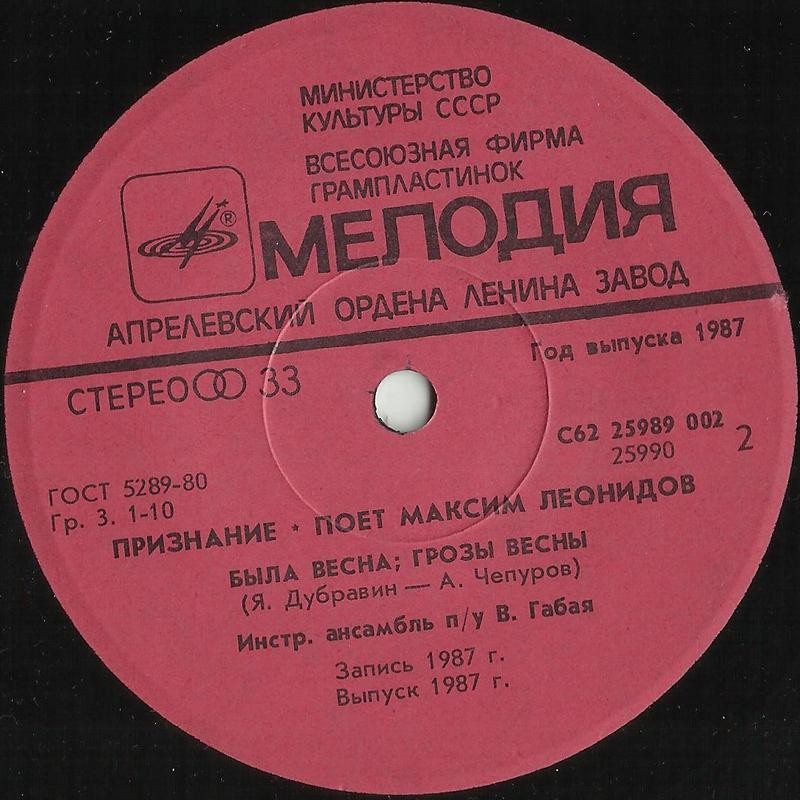 МИНИСТЕРСТВО
КУЛЬТУРЫ СССР
ВСЕСОЮЗНАЯ ФИРМА
ГРАМПЛАСТИНОК
®
МЕЛОДИЯ
АПРЕЛЕВСКИЙ ОРДЕНА ЛЕНИНА ЗАВОД
Год выпуска 1987
СТЕРЕО 33
С62 25989 002
25990
2
ГОСТ 5289-80
Гр. 3. 1-10
ПРИЗНАНИЕ * ПОЕТ МАКСИМ ЛЕОНИДОВ
БЫЛА ВЕСНА; ГРОЗЫ ВЕСНЫ
(Я. Дубравин — А. Чепуров)
Инстр. ансамбль п/у В. Габая
Запись 1987 г.
Выпуск 1987 г.